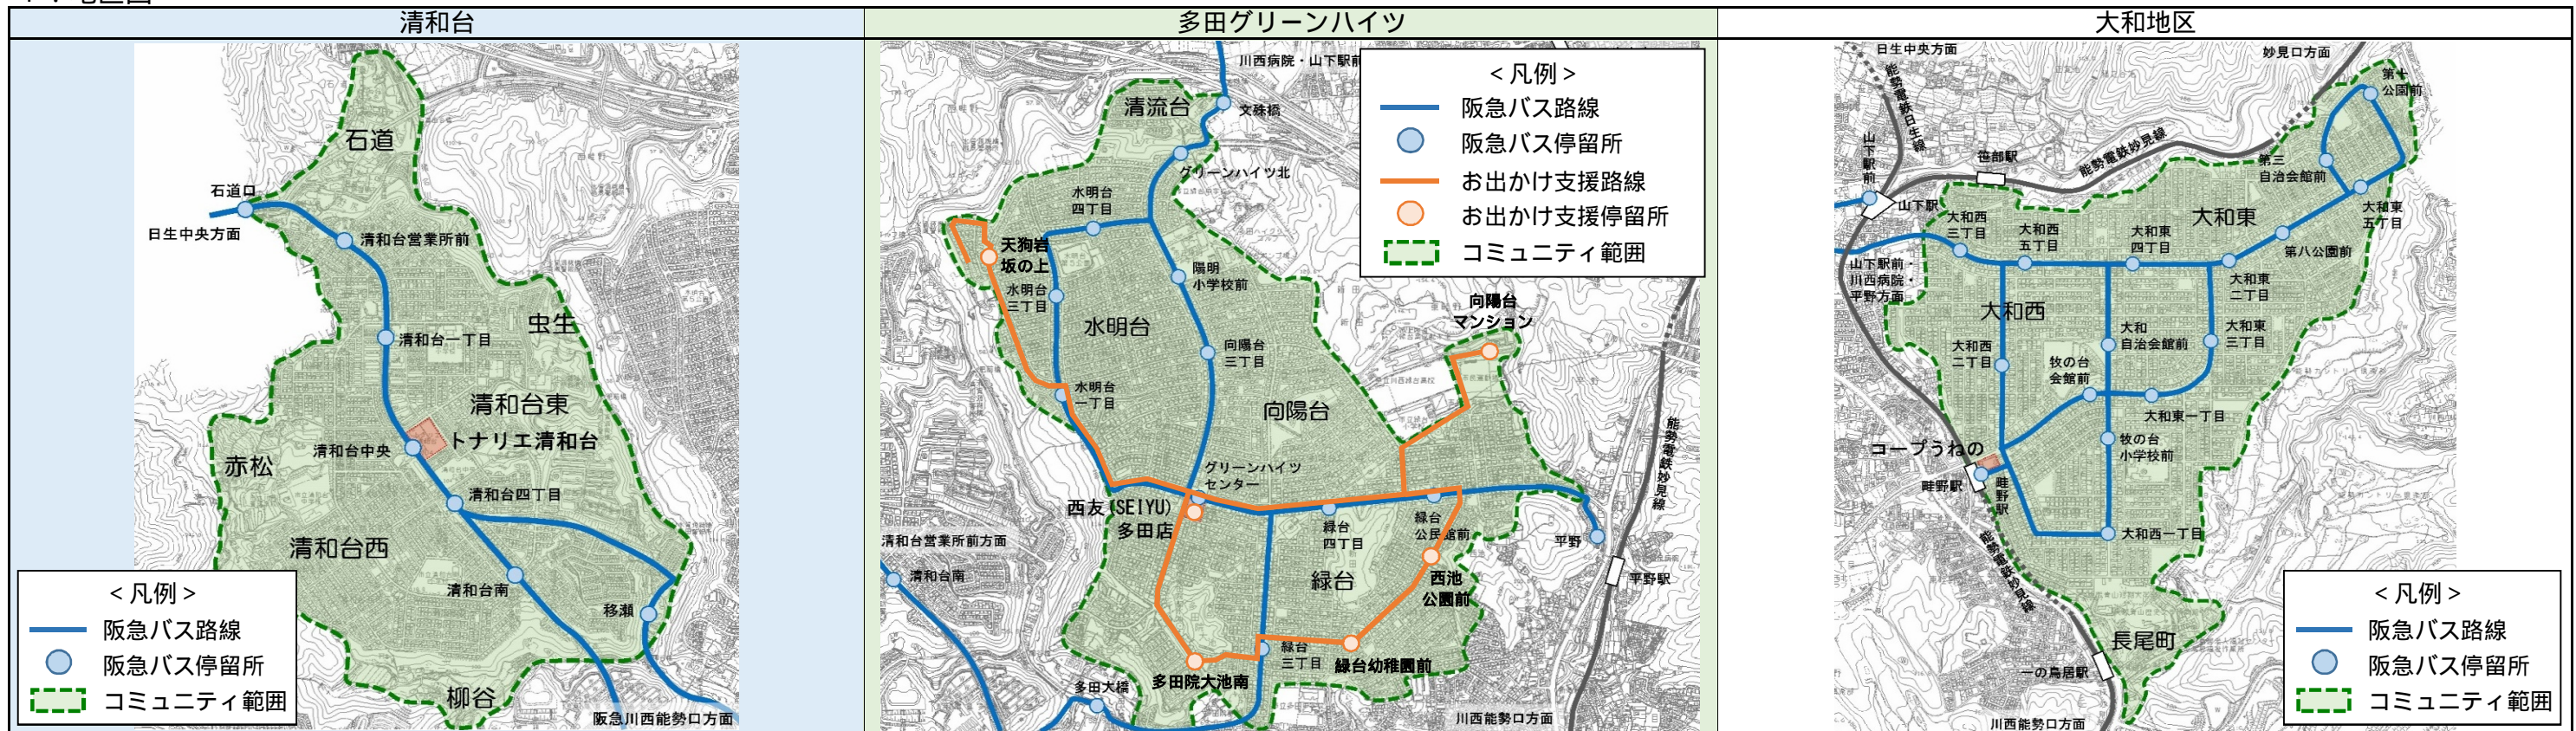 清和台
石道
石道口
日生中央方面
清和台営業所前
虫生
清和台一丁目
清和台東
トナリエ清和台
清和台中央
赤松
清和台四丁目
清和台西
清和台南
移瀬
柳谷
阪急川西能勢口方面
＜凡例＞
阪急バス路線
阪急バス停留所
コミュニティ範囲
多田グリーンハイツ
川西病院・山下駅前
清流台
文殊橋
グリーンハイツ北
水明台
四丁目
天狗岩
坂の上
水明台
三丁目
陽明
小学校前
水明台
向陽台
三丁目
向陽台
マンション
水明台
一丁目
向陽台
グリーンハイツ
センター
西友(SEIYU)
多田店
緑台
四丁目
緑台
公民館前
平野
清和台営業所前方面
清和台南
緑台
西池
公園前
平野駅
能勢電鉄妙見線
緑台
三丁目
緑台幼稚園前
多田院大池南
多田大橋
川西能勢口方面
＜凡例＞
阪急バス路線
阪急バス停留所
お出かけ支援路線
お出かけ支援停留所
コミュニティ範囲
大和地区
日生中央方面
妙見口方面
能勢電鉄日生線
第十
公園前
山下駅前
笹部駅
能勢電鉄妙見線
第三
自治会館前
山下駅
大和西
三丁目
大和西
五丁目
大和東
四丁目
大和東
大和東
五丁目
第八公園前
山下駅前・
川西病院・
平野方面
大和東
二丁目
大和西
大和西
二丁目
大和
自治会館前
大和東
三丁目
牧の台
会館前
大和東一丁目
コープうねの
牧の台
小学校前
畦野駅
畦野駅
大和西一丁目
能勢電鉄妙見線
長尾町
一の鳥居駅
川西能勢口方面
＜凡例＞
阪急バス路線
阪急バス停留所
コミュニティ範囲